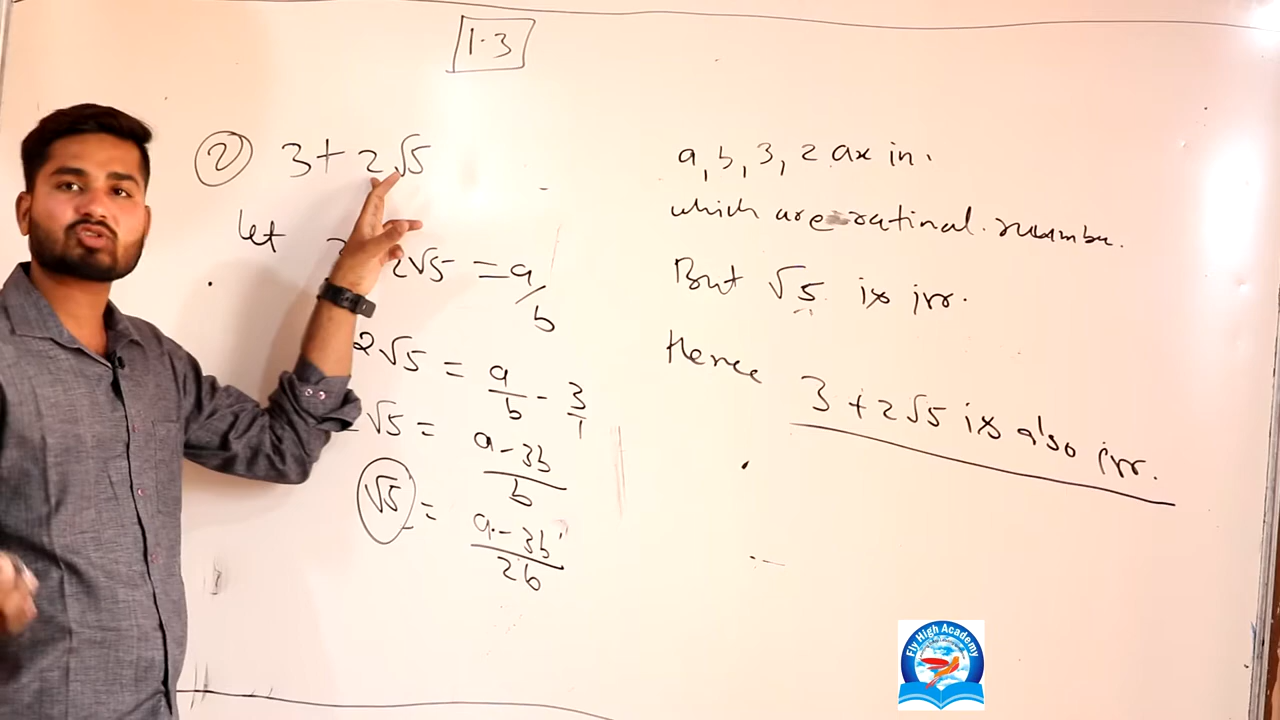 1.3
2 3+2√5
Let 2√5 = a/b
2√5 = a/b - 3/1
2√5 = a-3b/b
√5 = a-3b/2b
a, b, 3, 2 are in.
which are ratinal number.
But √5 is irr.
Hence 3+2√5 is also irr.
Fly High Academy